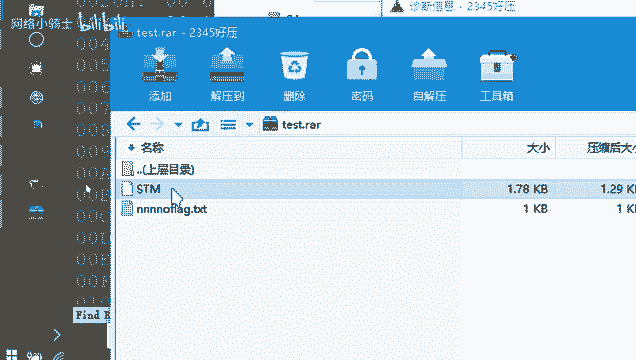 诊断信息 - 2345好压
网络小骑士 bilibili
test.rar - 2345好压
添加 解压到 删除 密码 自解压 工具箱
test.rar
名称 大小 压缩后大小
..(上层目录)
STM 1.78 KB 1.29 K
nnnnoflag.txt 1 KB 1 K
Find R